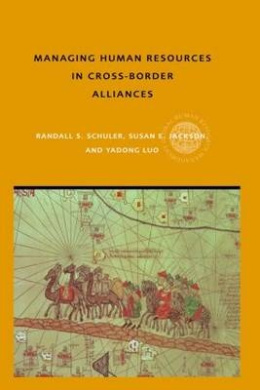 MANAGING HUMAN RESOURCES
IN CROSS-BORDER
ALLIANCES
RANDALL S. SCHULER, SUSAN E. JACKSON,
AND YADONG LUO